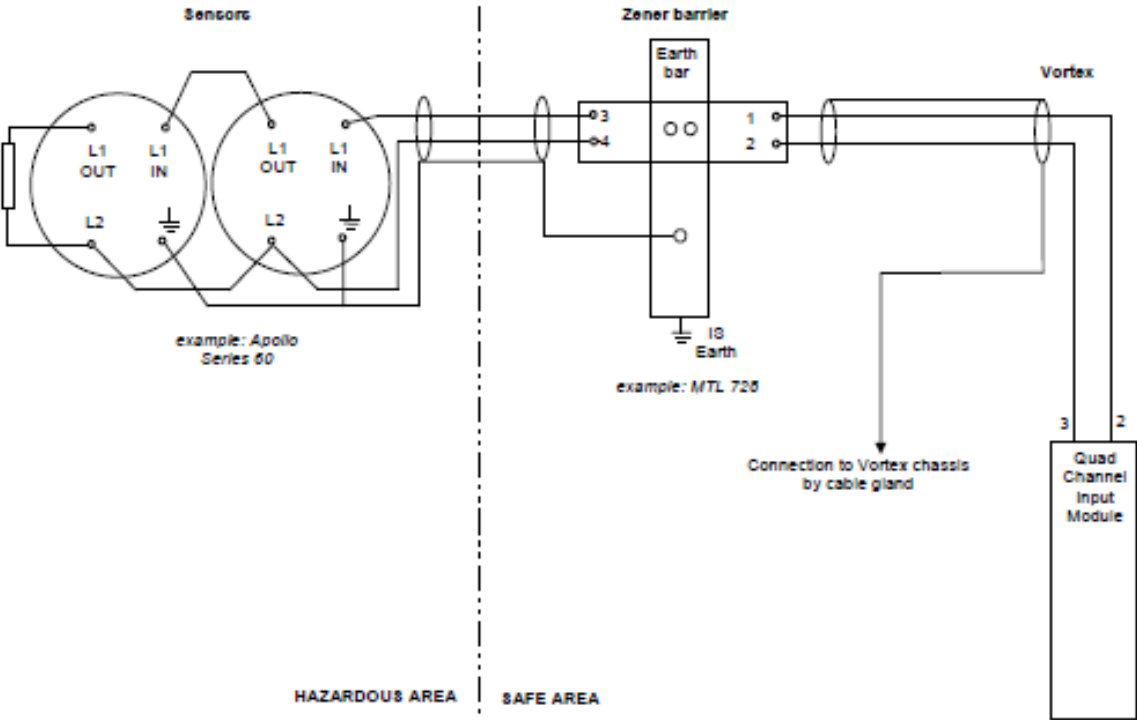 Sensors
Zener barrier
Earth
bar
Vortex
3
4
1
2
L1
OUT
L1
IN
L1
OUT
L1
IN
L2
L2
example: Apollo
Series 60
IS
Earth
example: MTL 728
Connection to Vortex chassis
by cable gland
3
2
Quad
Channel
Input
Module
HAZARDOUS AREA
SAFE AREA